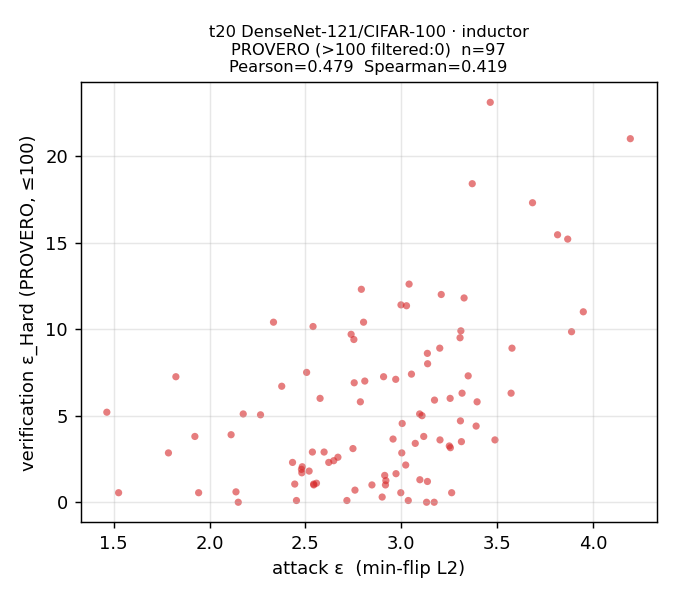 t20 DenseNet-121/CIFAR-100 · inductor
PROVERO (>100 filtered:0)  n=97
Pearson=0.479  Spearman=0.419
verification ε_Hard (PROVERO, ≤100)
20
15
10
5
0
1.5 2.0 2.5 3.0 3.5 4.0
attack ε  (min-flip L2)